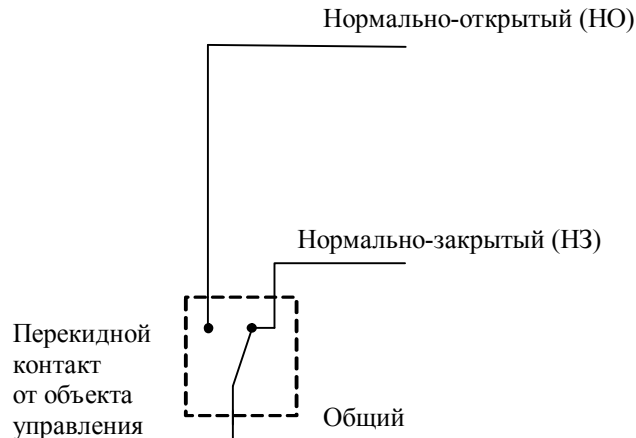 Нормально-открытый (НО)
Нормально-закрытый (НЗ)
Перекидной
контакт
от объекта
управления
Общий